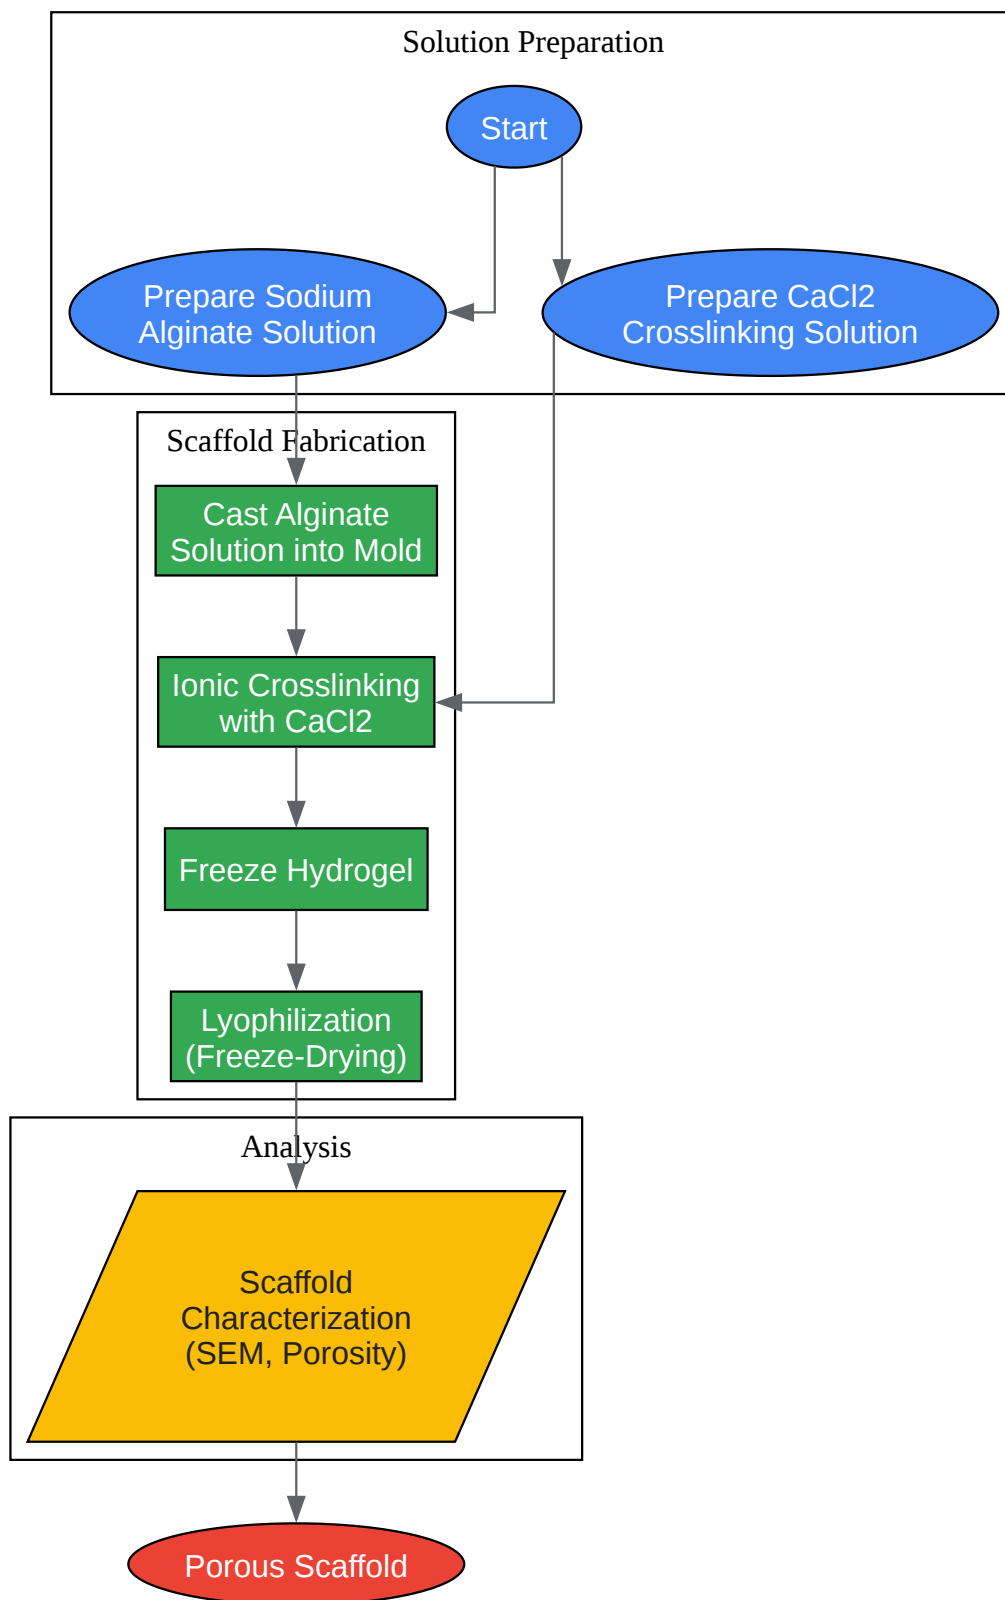 Solution Preparation
Start
Prepare Sodium
Alginate Solution
Prepare CaCl2
Crosslinking Solution
Scaffold Fabrication
Cast Alginate
Solution into Mold
Ionic Crosslinking
with CaCl2
Freeze Hydrogel
Lyophilization
(Freeze-Drying)
Analysis
Scaffold
Characterization
(SEM, Porosity)
Porous Scaffold